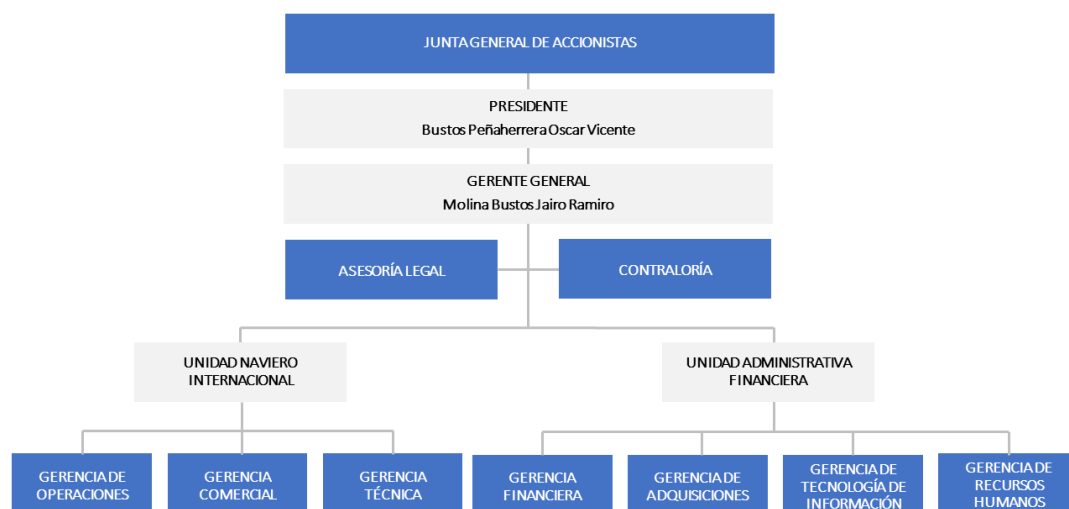 JUNTA GENERAL DE ACCIONISTAS
PRESIDENTE
Bustos Peñaherrera Oscar Vicente
GERENTE GENERAL
Molina Bustos Jairo Ramiro
ASESORÍA LEGAL
CONTRALORÍA
UNIDAD NAVIERO
INTERNACIONAL
UNIDAD ADMINISTRATIVA
FINANCIERA
GERENCIA DE
OPERACIONES
GERENCIA
COMERCIAL
GERENCIA
TÉCNICA
GERENCIA
FINANCIERA
GERENCIA DE
ADQUISICIONES
GERENCIA DE
TECNOLOGÍA DE
INFORMACIÓN
GERENCIA DE
RECURSOS
HUMANOS